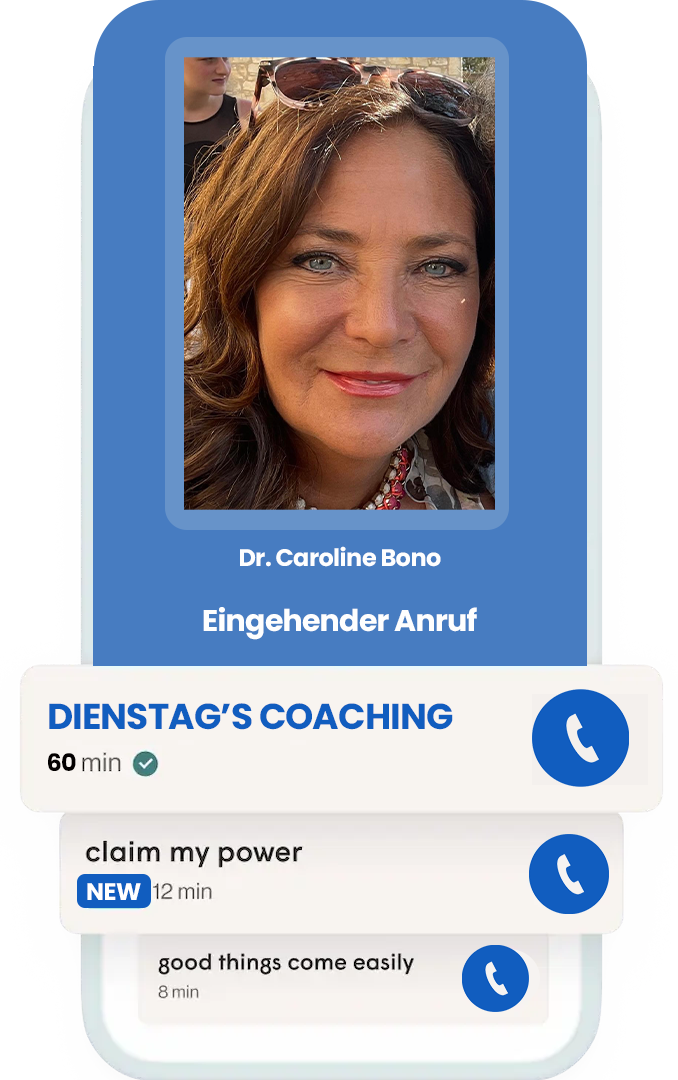 Dr. Caroline Bono
Eingehender Anruf
DIENSTAG’S COACHING
60 min
claim my power
NEW 12 min
good things come easily
8 min